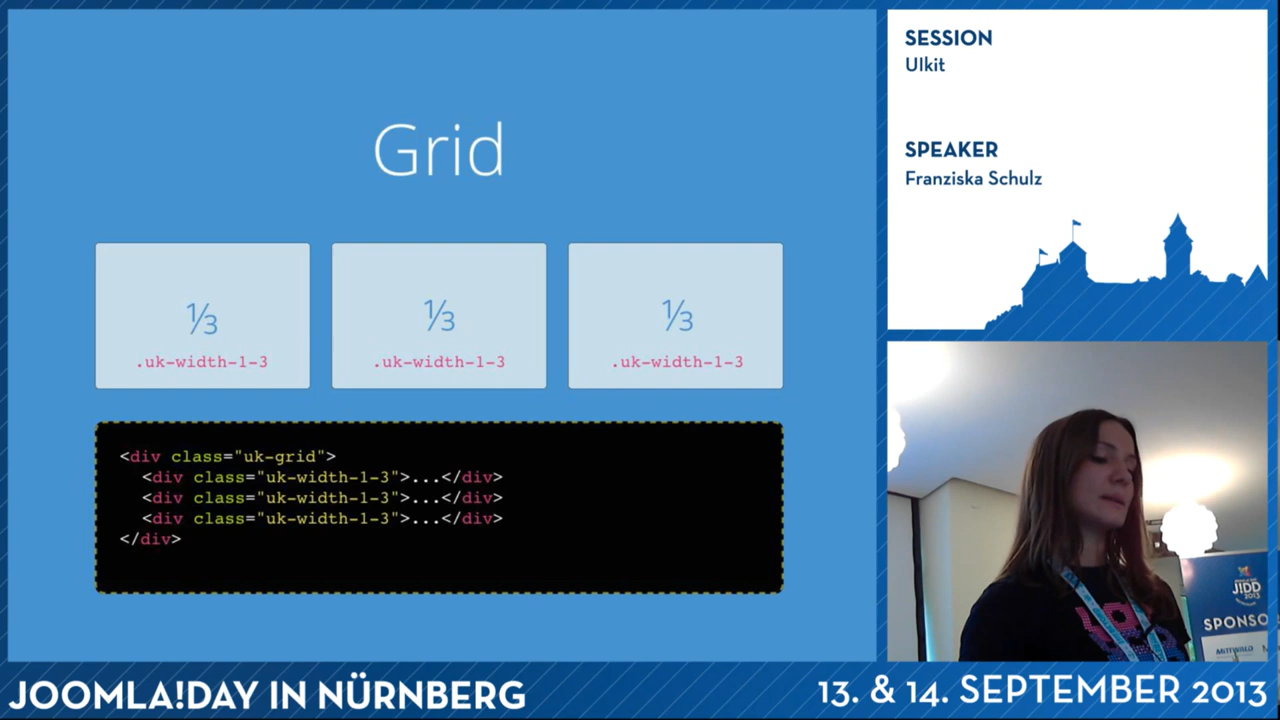 Grid
⅓
.uk-width-1-3
⅓
.uk-width-1-3
⅓
.uk-width-1-3
<div class="uk-grid">
<div class="uk-width-1-3">...</div>
<div class="uk-width-1-3">...</div>
<div class="uk-width-1-3">...</div>
</div>
SESSION
UIkit
SPEAKER
Franziska Schulz
JIDD
2013
SPONSO
MITTWALD
JOOMLA!DAY IN NÜRNBERG
13. & 14. SEPTEMBER 2013